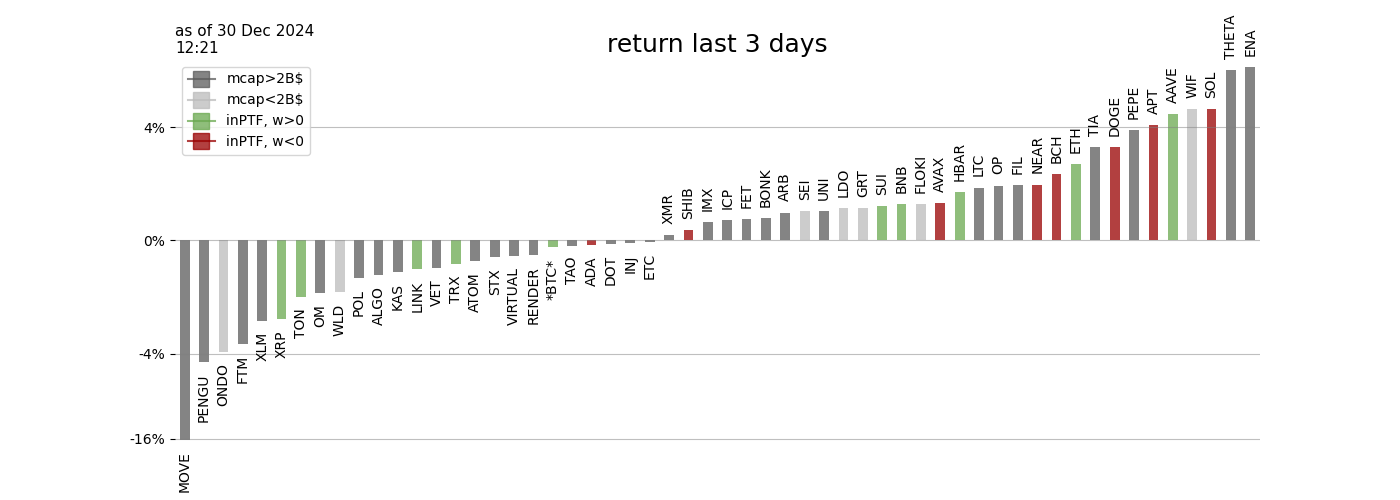 as of 30 Dec 2024
12:21
return last 3 days
mcap>2B$
mcap<2B$
inPTF, w>0
inPTF, w<0
4%
0%
-4%
-16%
MOVE
PENGU
ONDO
FTM
XLM
XRP
TON
OM
WLD
POL
ALGO
KAS
LINK
VET
TRX
ATOM
STX
VIRTUAL
RENDER
*BTC*
TAO
ADA
DOT
INJ
ETC
XMR
SHIB
IMX
ICP
FET
BONK
ARB
SEI
UNI
LDO
GRT
SUI
BNB
FLOKI
AVAX
HBAR
LTC
OP
FIL
NEAR
BCH
ETH
TIA
DOGE
PEPE
APT
AAVE
WIF
SOL
THETA
ENA